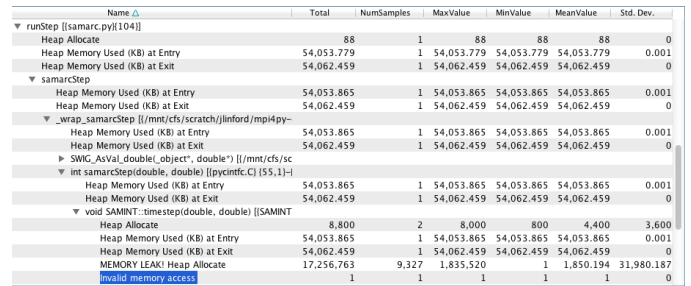 Name △ Total NumSamples MaxValue MinValue MeanValue Std. Dev.
▼ runStep [{samarc.py}{104}]
Heap Allocate 88 1 88 88 88 0
Heap Memory Used (KB) at Entry 54,053.779 1 54,053.779 54,053.779 54,053.779 0.001
Heap Memory Used (KB) at Exit 54,062.459 1 54,062.459 54,062.459 54,062.459 0
▼ samarcStep
Heap Memory Used (KB) at Entry 54,053.865 1 54,053.865 54,053.865 54,053.865 0.001
Heap Memory Used (KB) at Exit 54,062.459 1 54,062.459 54,062.459 54,062.459 0
▼ _wrap_samarcStep [{/mnt/cfs/scratch/jlinford/mpi4py-
Heap Memory Used (KB) at Entry 54,053.865 1 54,053.865 54,053.865 54,053.865 0.001
Heap Memory Used (KB) at Exit 54,062.459 1 54,062.459 54,062.459 54,062.459 0
▶ SWIG_AsVal_double(_object*, double*) [{/mnt/cfs/sc
▼ int samarcStep(double, double) [{pycintfc.C} {55,1}-
Heap Memory Used (KB) at Entry 54,053.865 1 54,053.865 54,053.865 54,053.865 0.001
Heap Memory Used (KB) at Exit 54,062.459 1 54,062.459 54,062.459 54,062.459 0
▼ void SAMINT::timestep(double, double) [{SAMINT
Heap Allocate 8,800 2 8,000 800 4,400 3,600
Heap Memory Used (KB) at Entry 54,053.865 1 54,053.865 54,053.865 54,053.865 0.001
Heap Memory Used (KB) at Exit 54,062.459 1 54,062.459 54,062.459 54,062.459 0
MEMORY LEAK! Heap Allocate 17,256,763 9,327 1,835,520 1 1,850.194 31,980.187
Invalid memory access 1 1 1 1 1 0